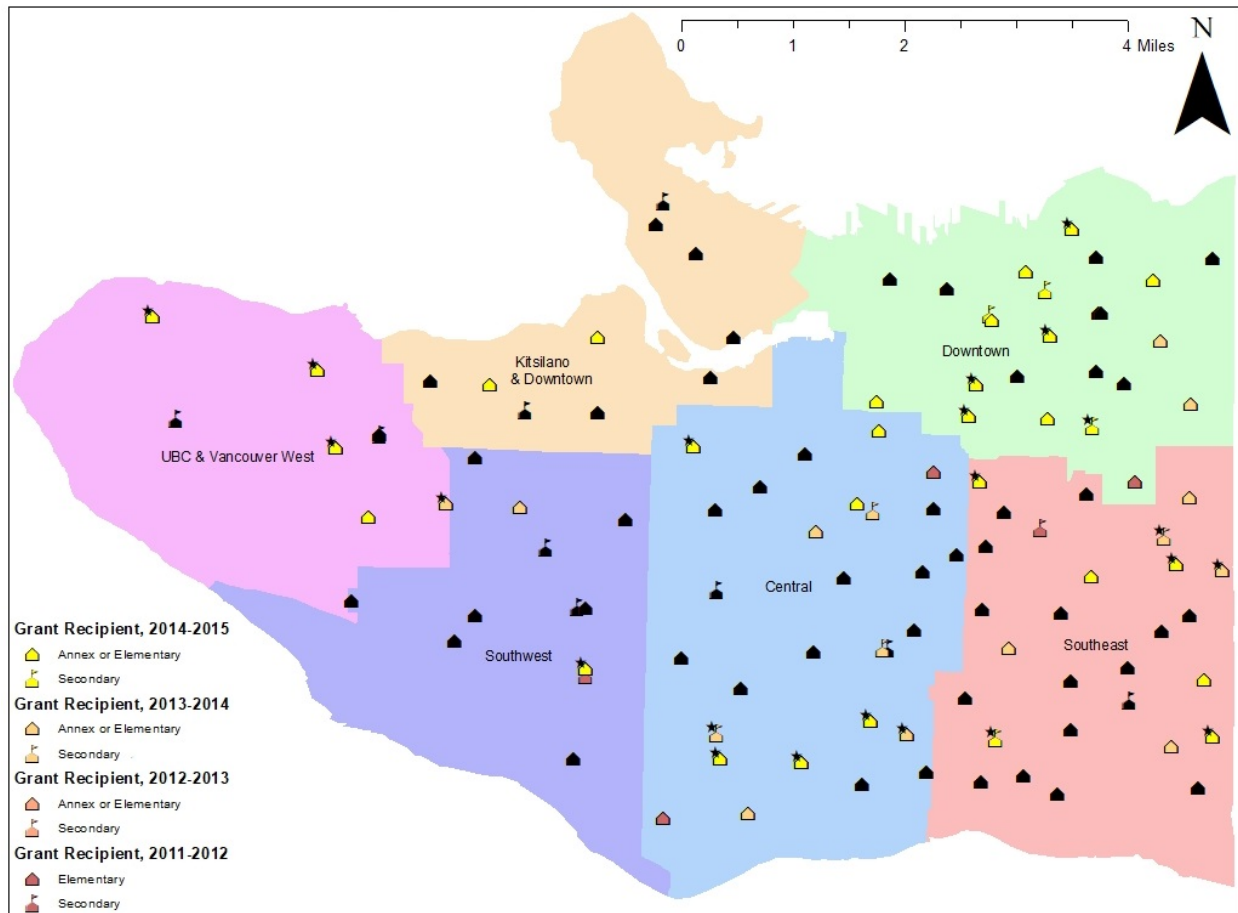 N
0 1 2 4 Miles
Kitsilano
& Downtown
Downtown
UBC & Vancouver West
Central
Southwest
Southeast
Grant Recipient, 2014-2015
Annex or Elementary
Secondary
Grant Recipient, 2013-2014
Annex or Elementary
Secondary
Grant Recipient, 2012-2013
Annex or Elementary
Secondary
Grant Recipient, 2011-2012
Elementary
Secondary